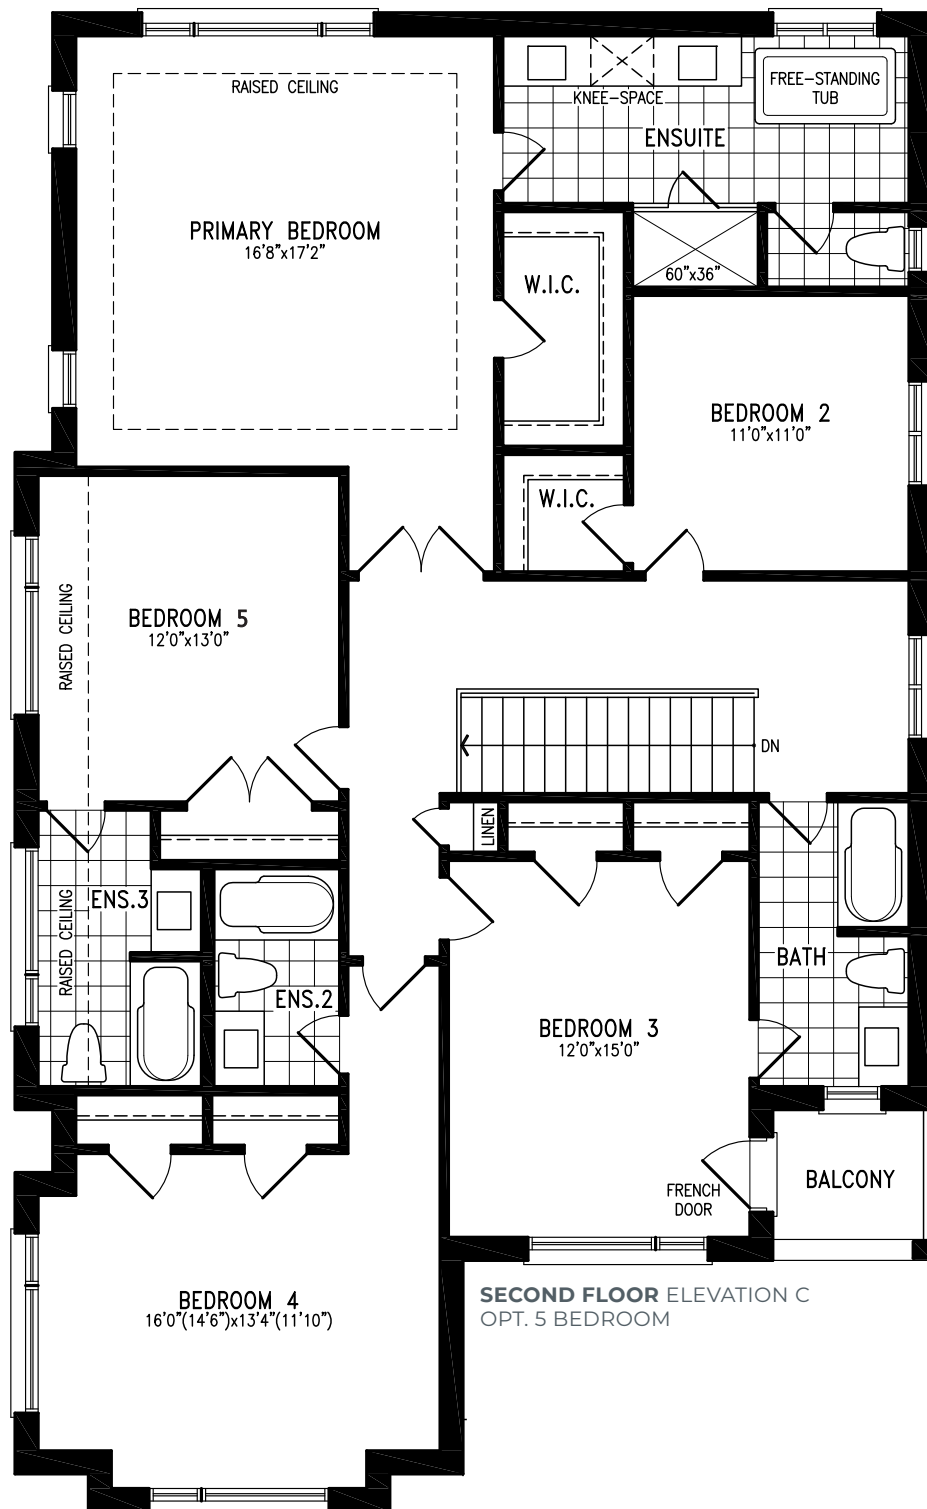 RAISED CEILING
KNEE-SPACE
FREE-STANDING
TUB
ENSUITE
PRIMARY BEDROOM
16'8"x17'2"
W.I.C.
60"x36"
BEDROOM 2
11'0"x11'0"
W.I.C.
RAISED CEILING
BEDROOM 5
12'0"x13'0"
DN
LINEN
ENS.3
RAISED CEILING
ENS.2
BATH
BEDROOM 3
12'0"x15'0"
BALCONY
FRENCH
DOOR
BEDROOM 4
16'0"(14'6")x13'4"(11'10")
SECOND FLOOR ELEVATION C
OPT. 5 BEDROOM